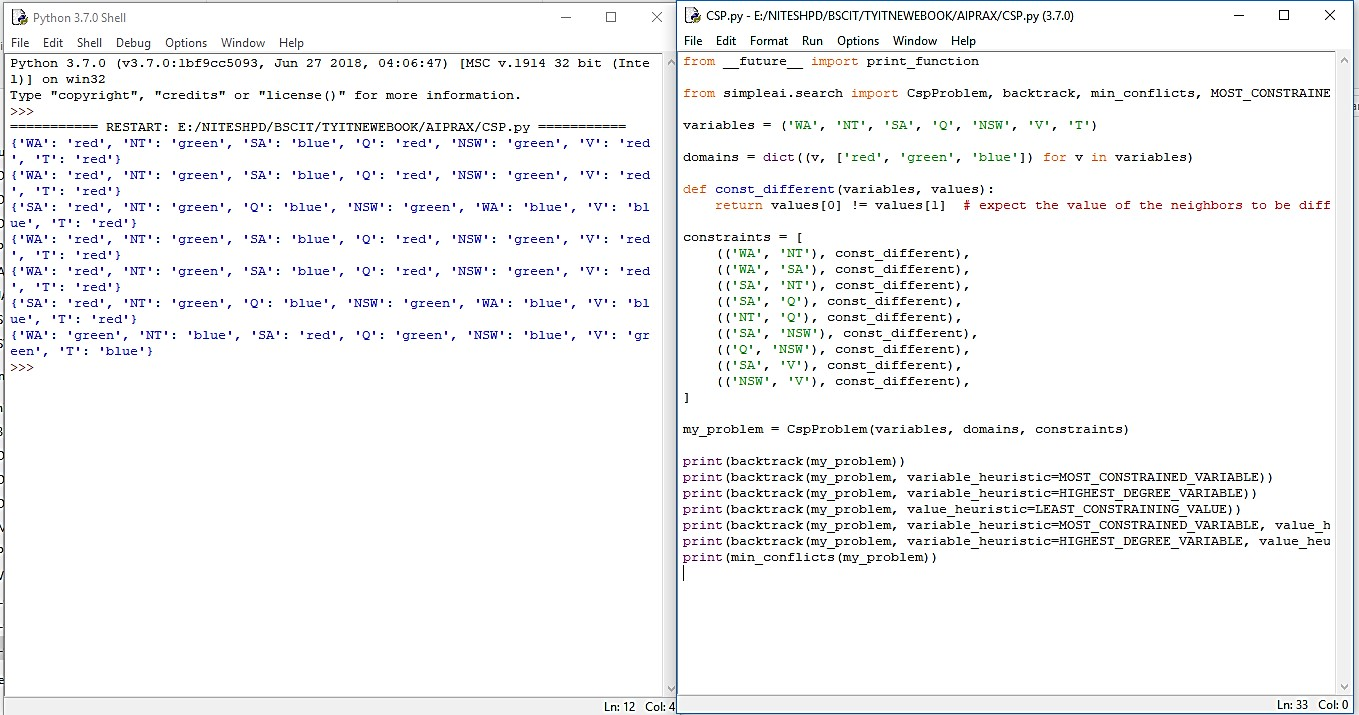 Python 3.7.0 Shell
File Edit Shell Debug Options Window Help
Python 3.7.0 (v3.7.0:1bf9cc5093, Jun 27 2018, 04:06:47) [MSC v.1914 32 bit (Inte
l)] on win32
Type "copyright", "credits" or "license()" for more information.
>>>
=========== RESTART: E:/NITESHPD/BSCIT/TYITNEWEBOOK/AIPRAX/CSP.py ===========
{'WA': 'red', 'NT': 'green', 'SA': 'blue', 'Q': 'red', 'NSW': 'green', 'V': 'red
', 'T': 'red'}
{'WA': 'red', 'NT': 'green', 'SA': 'blue', 'Q': 'red', 'NSW': 'green', 'V': 'red
', 'T': 'red'}
{'SA': 'red', 'NT': 'green', 'Q': 'blue', 'NSW': 'green', 'WA': 'blue', 'V': 'bl
ue', 'T': 'red'}
{'WA': 'red', 'NT': 'green', 'SA': 'blue', 'Q': 'red', 'NSW': 'green', 'V': 'red
', 'T': 'red'}
{'WA': 'red', 'NT': 'green', 'SA': 'blue', 'Q': 'red', 'NSW': 'green', 'V': 'red
', 'T': 'red'}
{'SA': 'red', 'NT': 'green', 'Q': 'blue', 'NSW': 'green', 'WA': 'blue', 'V': 'bl
ue', 'T': 'red'}
{'WA': 'green', 'NT': 'blue', 'SA': 'red', 'Q': 'green', 'NSW': 'blue', 'V': 'gr
een', 'T': 'blue'}
>>>
Ln: 12 Col: 4
CSP.py - E:/NITESHPD/BSCIT/TYITNEWEBOOK/AIPRAX/CSP.py (3.7.0)
File Edit Format Run Options Window Help
from __future__ import print_function
from simpleai.search import CspProblem, backtrack, min_conflicts, MOST_CONSTRAINE
variables = ('WA', 'NT', 'SA', 'Q', 'NSW', 'V', 'T')
domains = dict((v, ['red', 'green', 'blue']) for v in variables)
def const_different(variables, values):
    return values[0] != values[1]  # expect the value of the neighbors to be diff
constraints = [
    (('WA', 'NT'), const_different),
    (('WA', 'SA'), const_different),
    (('SA', 'NT'), const_different),
    (('SA', 'Q'), const_different),
    (('NT', 'Q'), const_different),
    (('SA', 'NSW'), const_different),
    (('Q', 'NSW'), const_different),
    (('SA', 'V'), const_different),
    (('NSW', 'V'), const_different),
]
my_problem = CspProblem(variables, domains, constraints)
print(backtrack(my_problem))
print(backtrack(my_problem, variable_heuristic=MOST_CONSTRAINED_VARIABLE))
print(backtrack(my_problem, variable_heuristic=HIGHEST_DEGREE_VARIABLE))
print(backtrack(my_problem, value_heuristic=LEAST_CONSTRAINING_VALUE))
print(backtrack(my_problem, variable_heuristic=MOST_CONSTRAINED_VARIABLE, value_h
print(backtrack(my_problem, variable_heuristic=HIGHEST_DEGREE_VARIABLE, value_heu
print(min_conflicts(my_problem))
Ln: 33 Col: 0